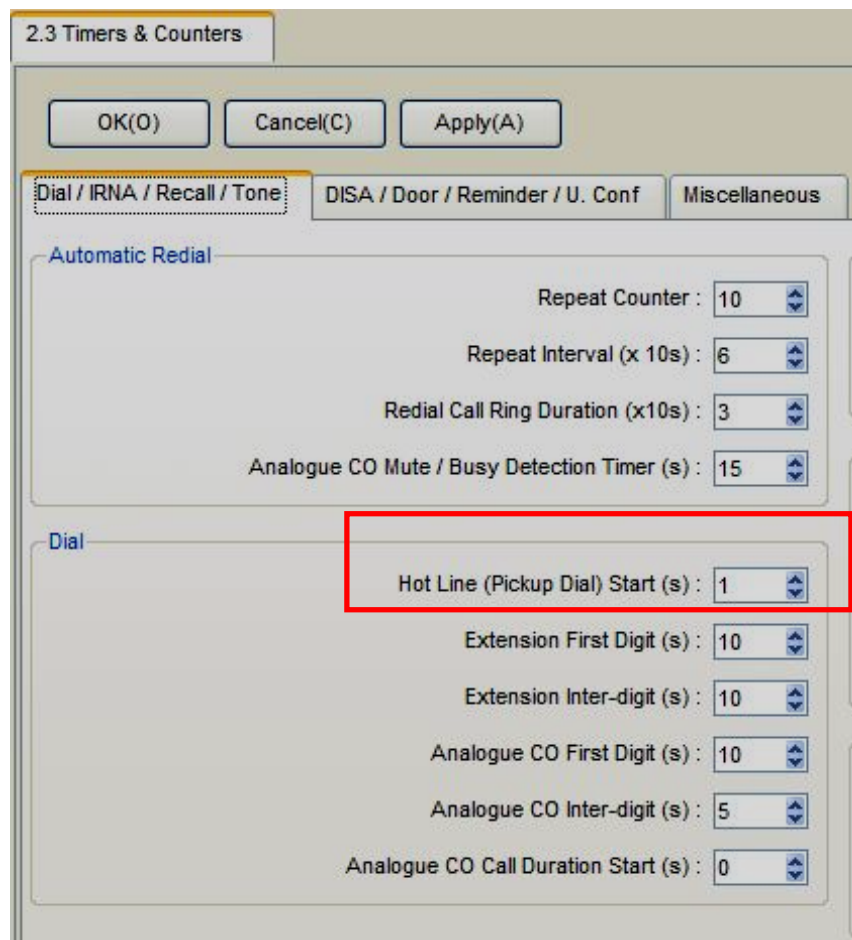 2.3 Timers & Counters
OK(O) Cancel(C) Apply(A)
Dial / IRNA / Recall / Tone DISA / Door / Reminder / U. Conf Miscellaneous
Automatic Redial
Repeat Counter : 10
Repeat Interval (x 10s) : 6
Redial Call Ring Duration (x10s) : 3
Analogue CO Mute / Busy Detection Timer (s) : 15
Dial
Hot Line (Pickup Dial) Start (s) : 1
Extension First Digit (s) : 10
Extension Inter-digit (s) : 10
Analogue CO First Digit (s) : 10
Analogue CO Inter-digit (s) : 5
Analogue CO Call Duration Start (s) : 0